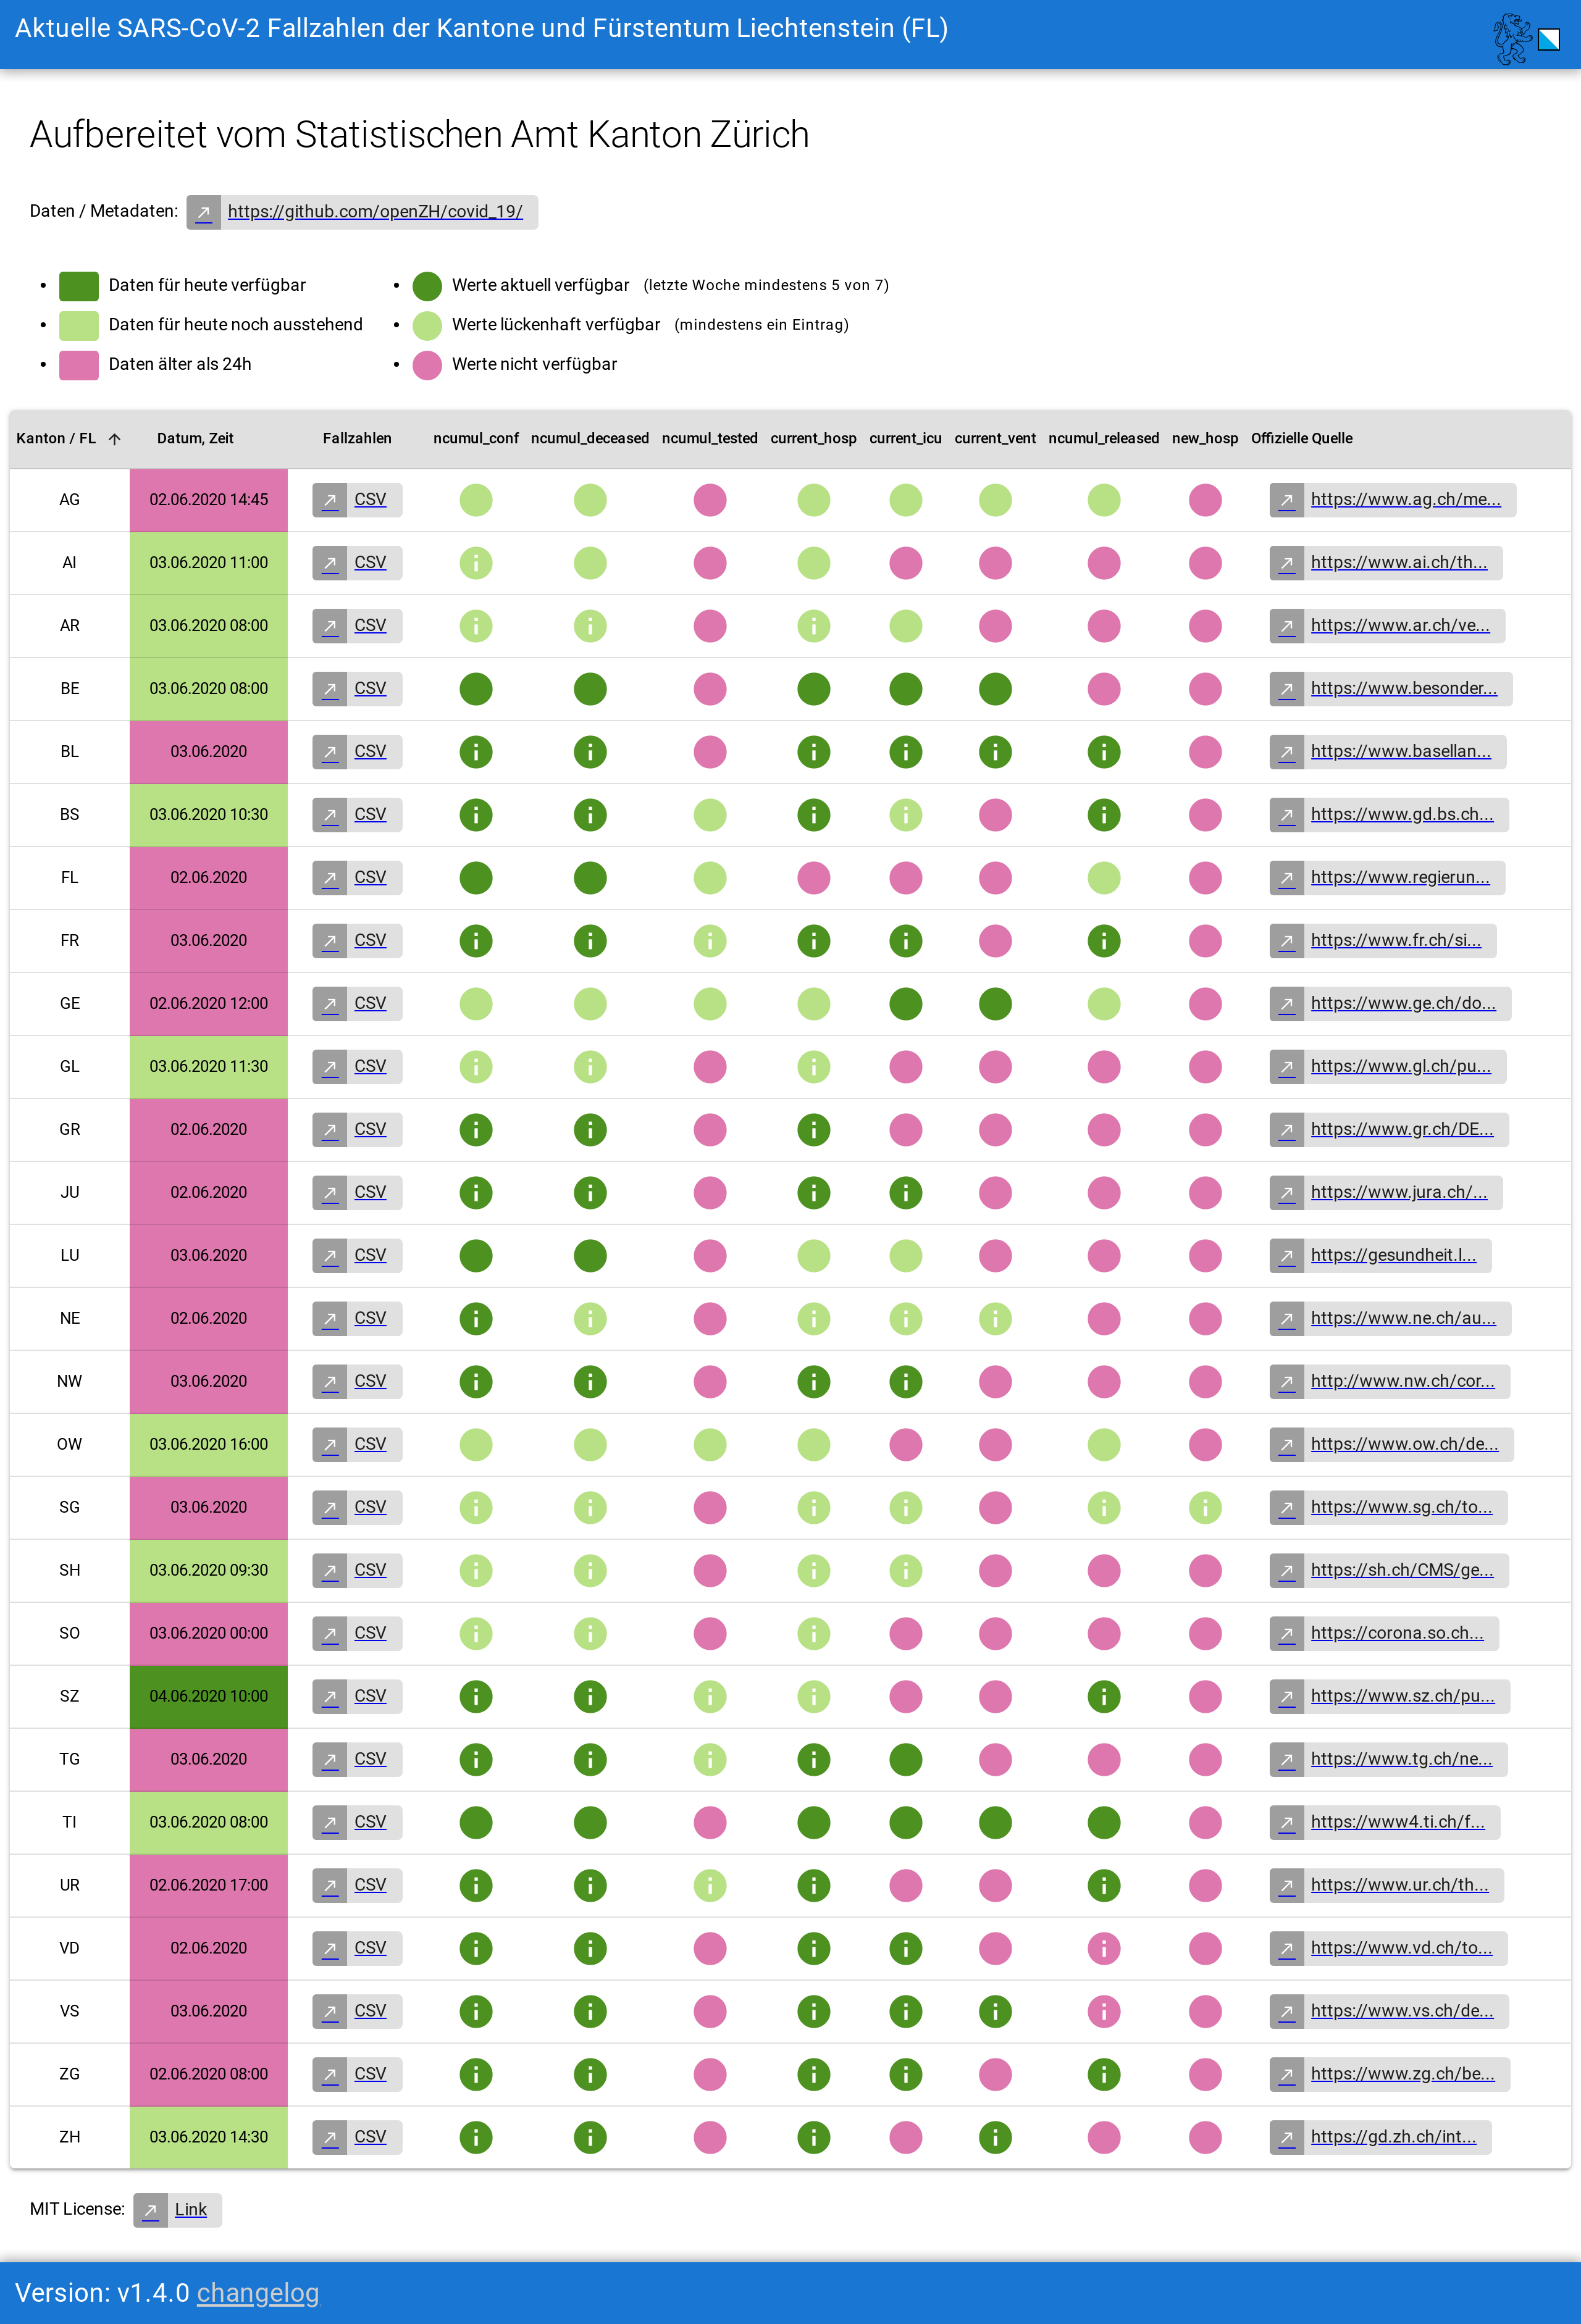 Aktuelle SARS-CoV-2 Fallzahlen der Kantone und Fürstentum Liechtenstein (FL)
Aufbereitet vom Statistischen Amt Kanton Zürich
Daten / Metadaten: https://github.com/openZH/covid_19/
Daten für heute verfügbar
Daten für heute noch ausstehend
Daten älter als 24h
Werte aktuell verfügbar (letzte Woche mindestens 5 von 7)
Werte lückenhaft verfügbar (mindestens ein Eintrag)
Werte nicht verfügbar
Kanton / FL Datum, Zeit Fallzahlen ncumul_conf ncumul_deceased ncumul_tested current_hosp current_icu current_vent ncumul_released new_hosp Offizielle Quelle
AG 02.06.2020 14:45 CSV https://www.ag.ch/me...
AI 03.06.2020 11:00 CSV https://www.ai.ch/th...
AR 03.06.2020 08:00 CSV https://www.ar.ch/ve...
BE 03.06.2020 08:00 CSV https://www.besonder...
BL 03.06.2020 CSV https://www.basellan...
BS 03.06.2020 10:30 CSV https://www.gd.bs.ch...
FL 02.06.2020 CSV https://www.regierun...
FR 03.06.2020 CSV https://www.fr.ch/si...
GE 02.06.2020 12:00 CSV https://www.ge.ch/do...
GL 03.06.2020 11:30 CSV https://www.gl.ch/pu...
GR 02.06.2020 CSV https://www.gr.ch/DE...
JU 02.06.2020 CSV https://www.jura.ch/...
LU 03.06.2020 CSV https://gesundheit.l...
NE 02.06.2020 CSV https://www.ne.ch/au...
NW 03.06.2020 CSV http://www.nw.ch/cor...
OW 03.06.2020 16:00 CSV https://www.ow.ch/de...
SG 03.06.2020 CSV https://www.sg.ch/to...
SH 03.06.2020 09:30 CSV https://sh.ch/CMS/ge...
SO 03.06.2020 00:00 CSV https://corona.so.ch...
SZ 04.06.2020 10:00 CSV https://www.sz.ch/pu...
TG 03.06.2020 CSV https://www.tg.ch/ne...
TI 03.06.2020 08:00 CSV https://www4.ti.ch/f...
UR 02.06.2020 17:00 CSV https://www.ur.ch/th...
VD 02.06.2020 CSV https://www.vd.ch/to...
VS 03.06.2020 CSV https://www.vs.ch/de...
ZG 02.06.2020 08:00 CSV https://www.zg.ch/be...
ZH 03.06.2020 14:30 CSV https://gd.zh.ch/int...
MIT License: Link
Version: v1.4.0 changelog